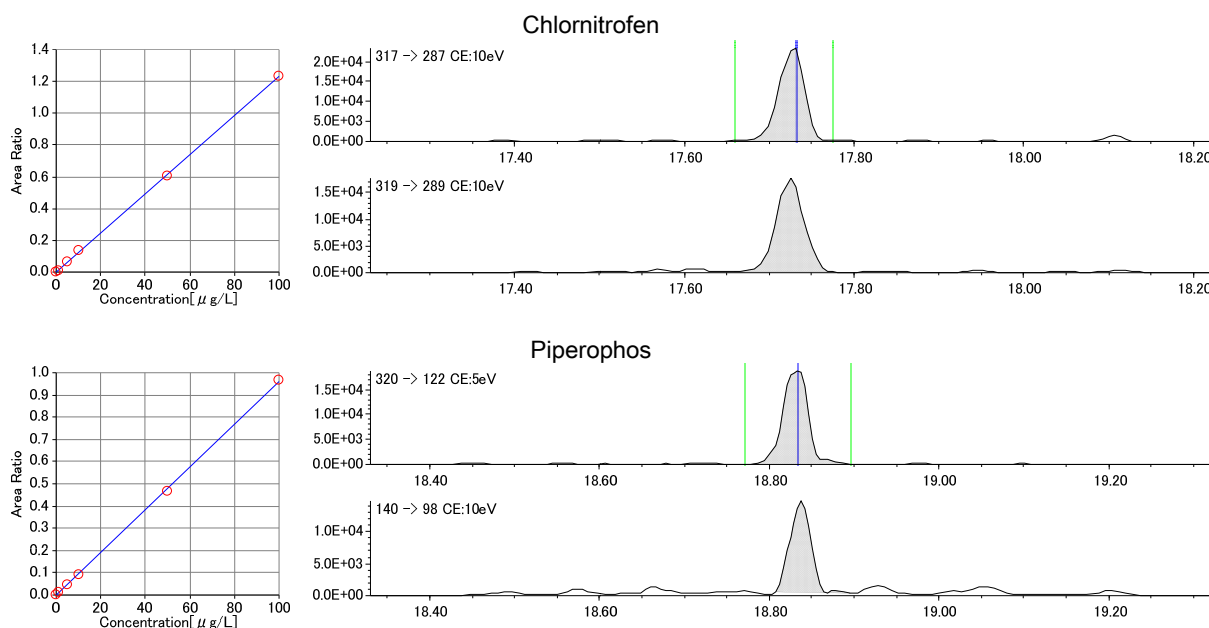 Chlornitrofen
1.4
1.2
1.0
0.8
0.6
0.4
0.2
0.0
Area Ratio
0 20 40 60 80 100
Concentration[μg/L]
317 -> 287 CE:10eV
2.0E+04
1.5E+04
1.0E+04
5.0E+03
0.0E+00
17.40 17.60 17.80 18.00 18.20
319 -> 289 CE:10eV
1.5E+04
1.0E+04
5.0E+03
0.0E+00
17.40 17.60 17.80 18.00 18.20
Piperophos
1.0
0.9
0.8
0.7
0.6
0.5
0.4
0.3
0.2
0.1
0.0
Area Ratio
0 20 40 60 80 100
Concentration[μg/L]
320 -> 122 CE:5eV
1.5E+04
1.0E+04
5.0E+03
0.0E+00
18.40 18.60 18.80 19.00 19.20
140 -> 98 CE:10eV
1.0E+04
5.0E+03
0.0E+00
18.40 18.60 18.80 19.00 19.20